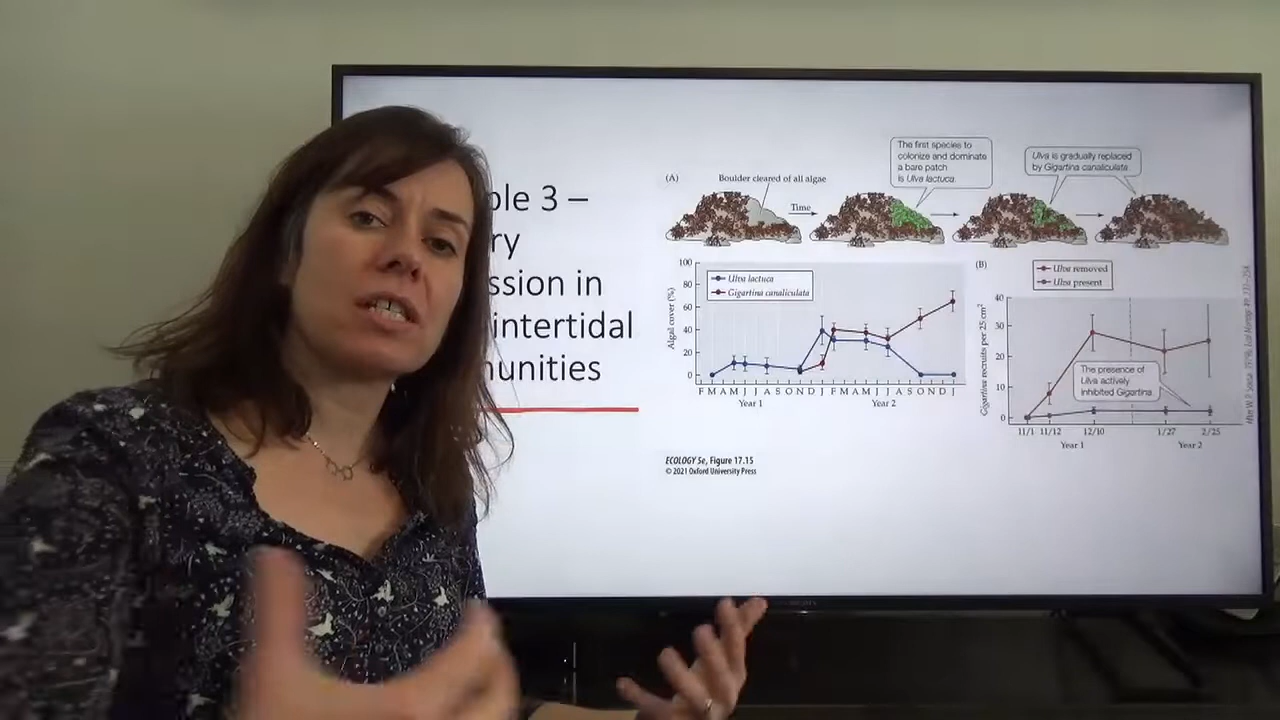 ple 3 –
ry
ssion in
intertidal
nunities
(A)
Boulder cleared of all algae
Time
The first species to
colonize and dominate
a bare patch
is Ulva lactuca.
Ulva is gradually replaced
by Gigartina canaliculata.
Algal cover (%)
100
80
60
40
20
0
Ulva lactuca
Gigartina canaliculata
F M A M J J A S O N D J F M A M J J A S O N D J
Year 1 Year 2
(B)
Ulva removed
Ulva present
Gigartina recruits per 25 cm²
40
30
20
10
0
The presence of
Ulva actively
inhibited Gigartina.
11/1 11/12 12/10 1/27 2/25
Year 1 Year 2
ECOLOGY 5e, Figure 17.15
© 2021 Oxford University Press